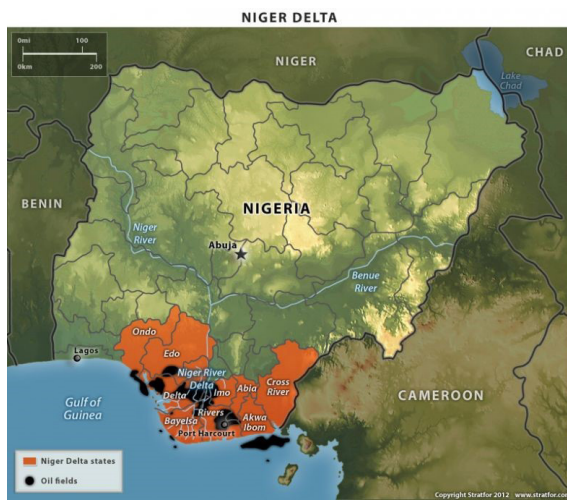 NIGER DELTA
0mi 100
0km 200
NIGER
CHAD
Lake
Chad
BENIN
NIGERIA
Niger
River
Abuja
Benue
River
Ondo
Lagos
Edo
Niger River
Delta
Cross
River
Delta
Imo
Abia
Gulf of
Guinea
Rivers
Bayelsa
Akwa
Ibom
Port Harcourt
CAMEROON
Niger Delta states
Oil fields
Copyright Stratfor 2012 www.stratfor.com